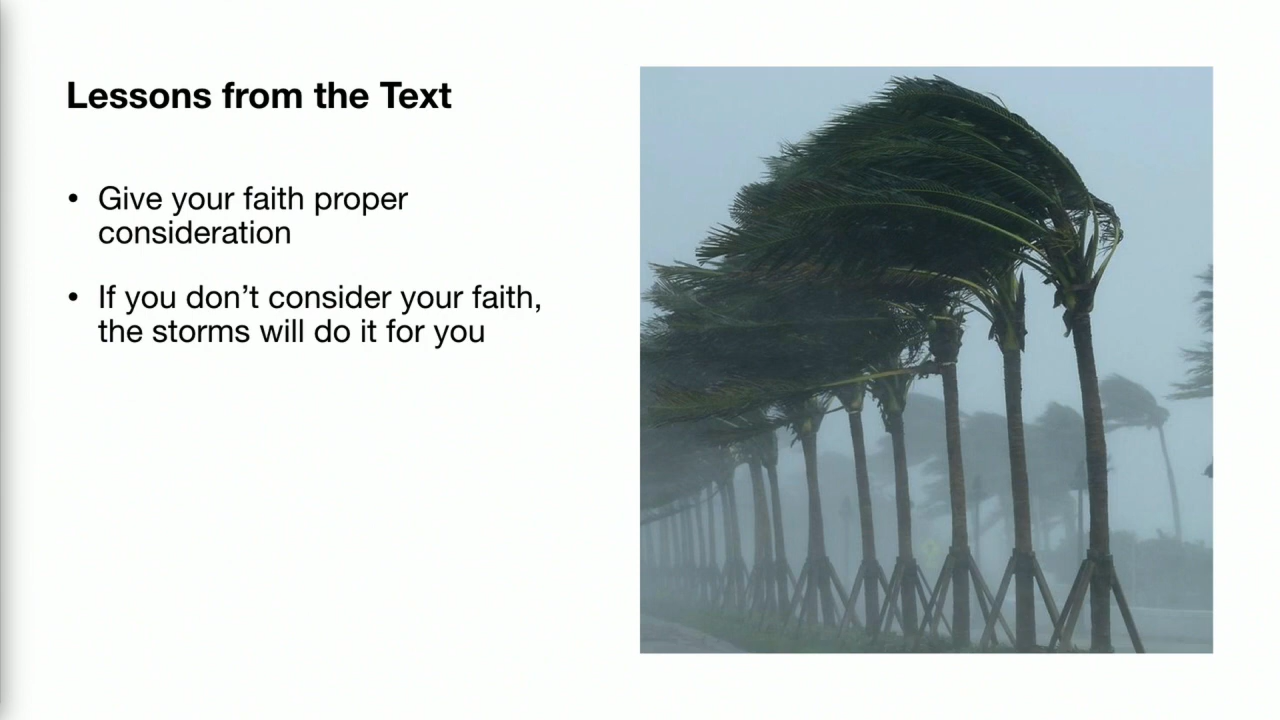 Lessons from the Text
• Give your faith proper
consideration
• If you don’t consider your faith,
the storms will do it for you